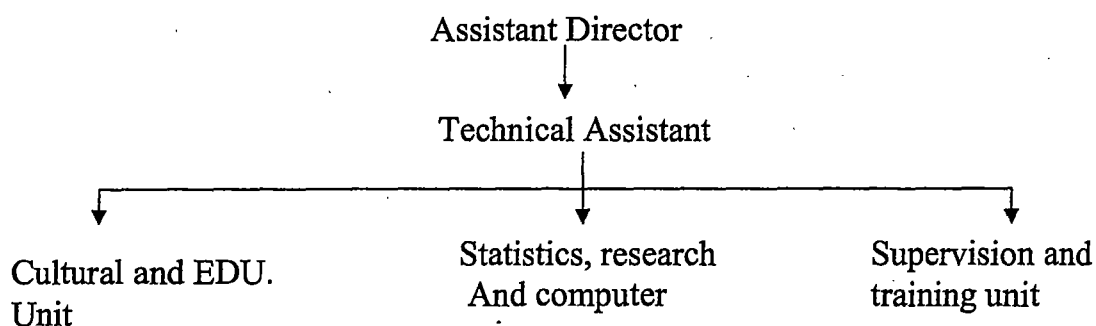 Assistant Director
Technical Assistant
Cultural and EDU.
Unit
Statistics, research
And computer
Supervision and
training unit